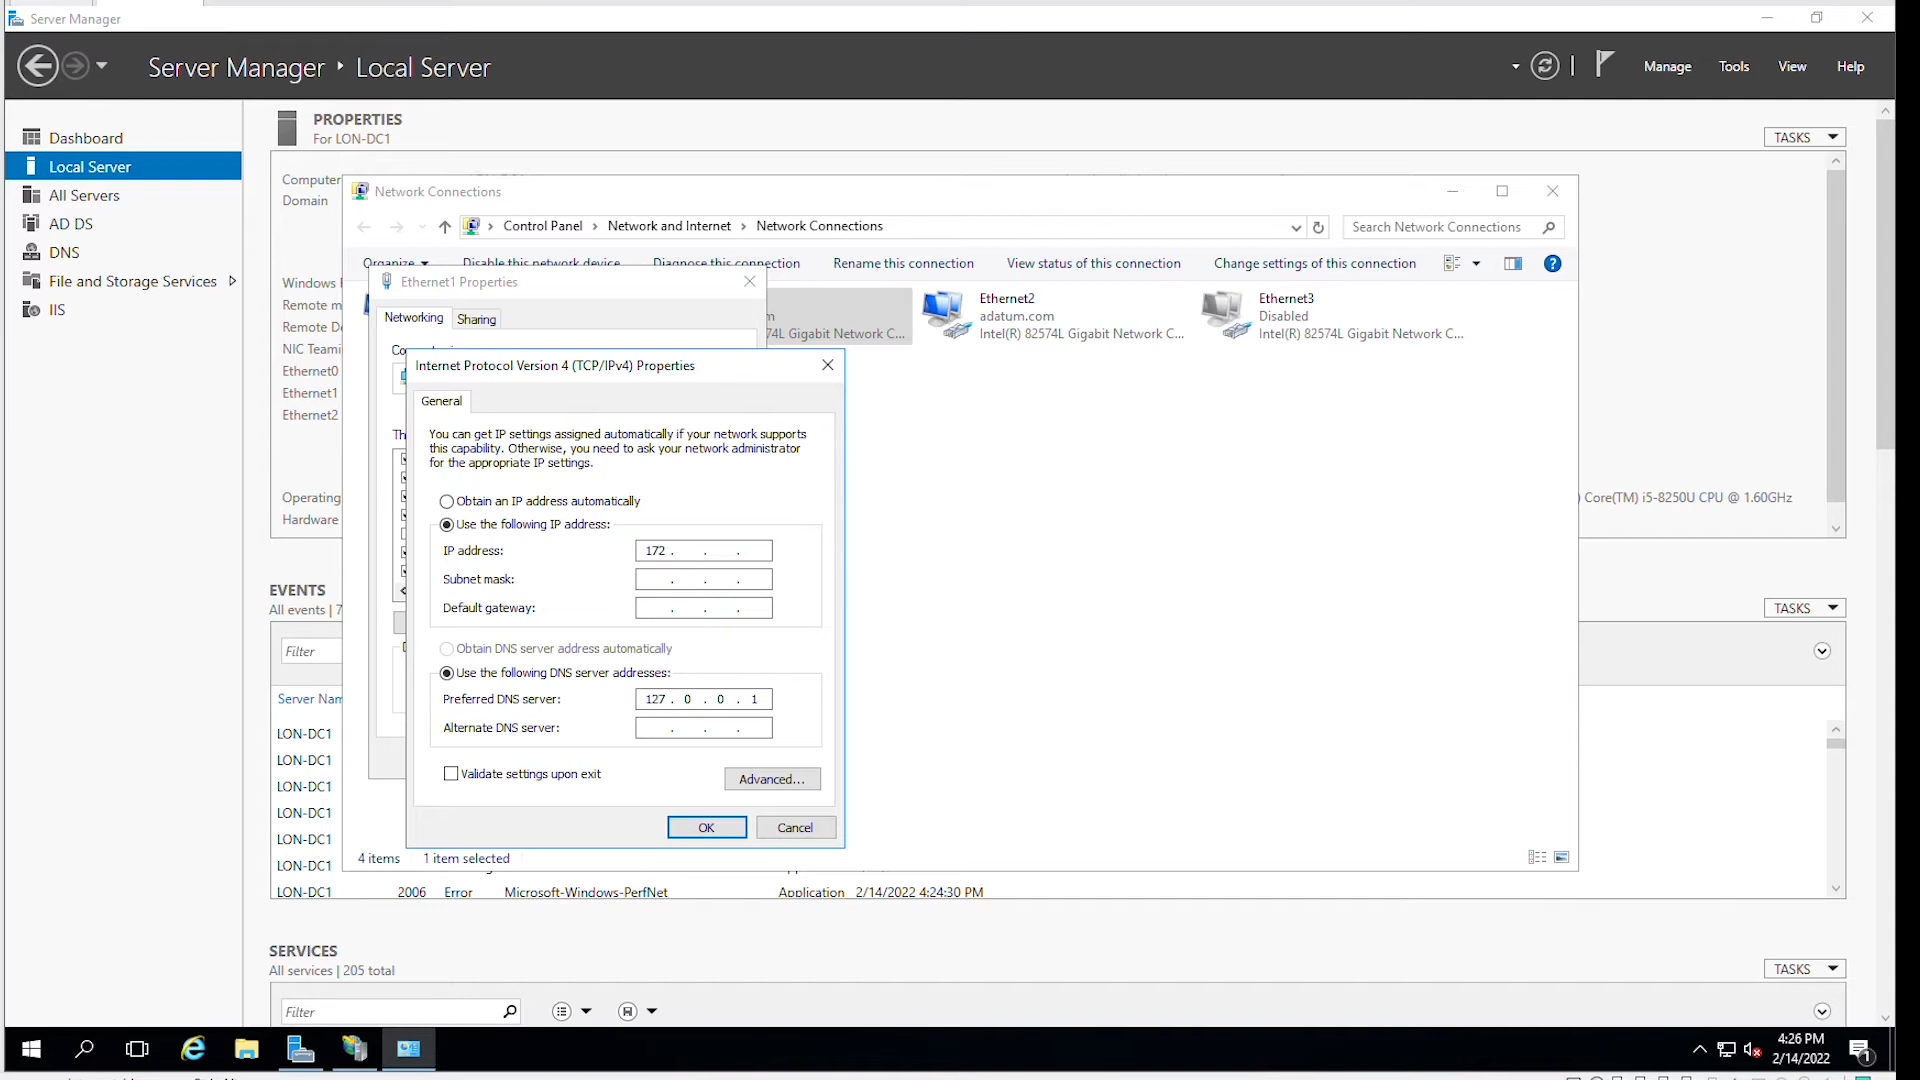 Server Manager
Server Manager ‣ Local Server
Manage Tools View Help
Dashboard
Local Server
All Servers
AD DS
DNS
File and Storage Services
IIS
PROPERTIES
For LON-DC1
TASKS
Computer
Domain
Windows
Remote m
Remote De
NIC Teami
Ethernet0
Ethernet1
Ethernet2
Operating
Hardware
) Core(TM) i5-8250U CPU @ 1.60GHz
Network Connections
Control Panel › Network and Internet › Network Connections
Search Network Connections
Organize Disable this network device Diagnose this connection Rename this connection View status of this connection Change settings of this connection
Ethernet2
adatum.com
Intel(R) 82574L Gigabit Network C...
Ethernet3
Disabled
Intel(R) 82574L Gigabit Network C...
m
74L Gigabit Network C...
Ethernet1 Properties
Networking Sharing
Th
Internet Protocol Version 4 (TCP/IPv4) Properties
General
You can get IP settings assigned automatically if your network supports
this capability. Otherwise, you need to ask your network administrator
for the appropriate IP settings.
Obtain an IP address automatically
Use the following IP address:
IP address: 172 . . .
Subnet mask: . . .
Default gateway: . . .
Obtain DNS server address automatically
Use the following DNS server addresses:
Preferred DNS server: 127 . 0 . 0 . 1
Alternate DNS server: . . .
Validate settings upon exit
Advanced...
OK Cancel
4 items 1 item selected
EVENTS
All events | 7
TASKS
Filter
Server Nam
LON-DC1
LON-DC1
LON-DC1
LON-DC1
LON-DC1
LON-DC1
LON-DC1 2006 Error Microsoft-Windows-PerfNet Application 2/14/2022 4:24:30 PM
SERVICES
All services | 205 total
TASKS
Filter
4:26 PM
2/14/2022
1